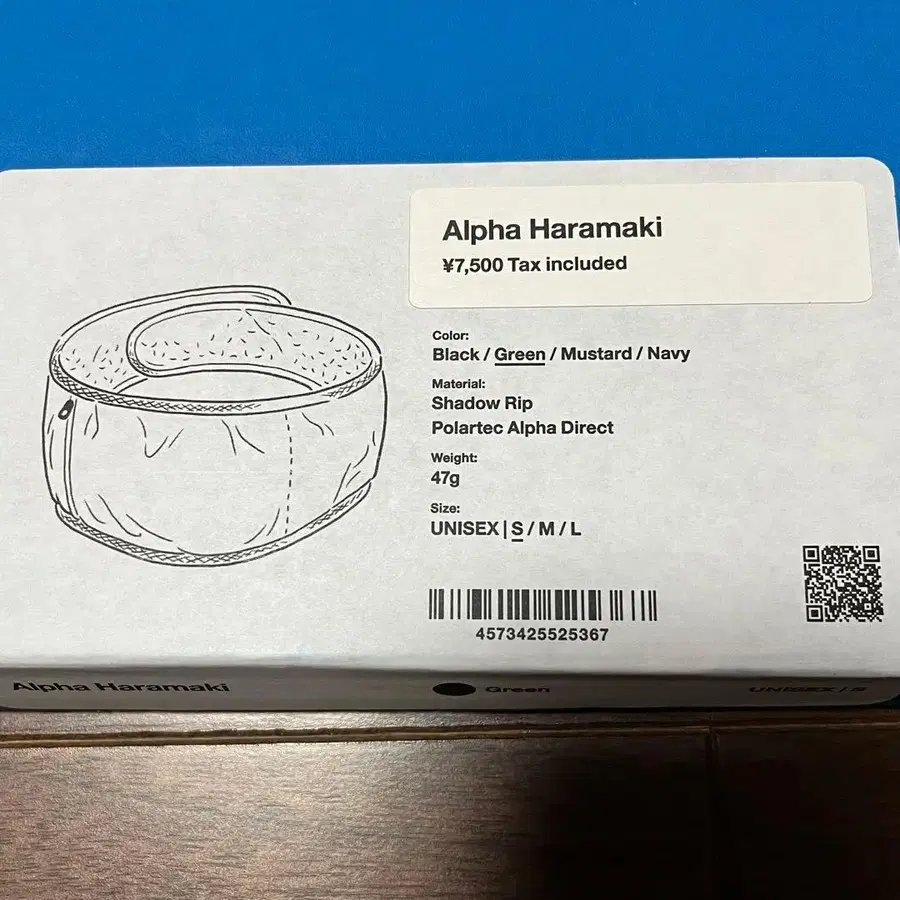 Alpha Haramaki
¥7,500 Tax included
Color:
Black / Green / Mustard / Navy
Material:
Shadow Rip
Polartec Alpha Direct
Weight:
47g
Size:
UNISEX | S / M / L
4573425525367
Alpha Haramaki Green UNISEX / S